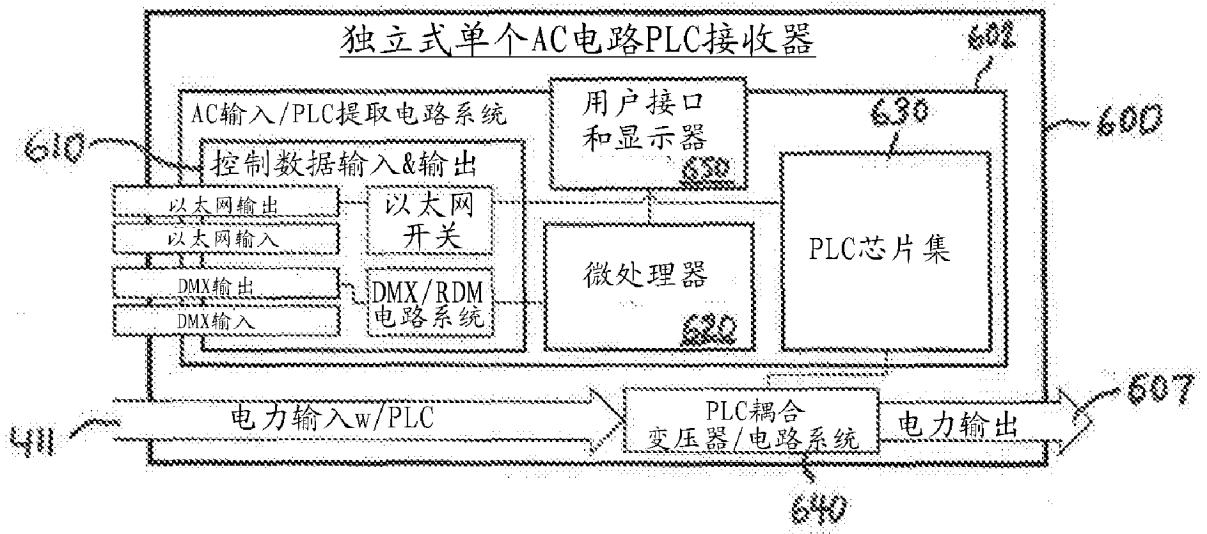 独立式单个AC电路PLC接收器
602
AC输入/PLC提取电路系统
用户接口
和显示器
650
630
600
610
控制数据输入&输出
以太网输出
以太网输入
以太网
开关
DMX输出
DMX输入
DMX/RDM
电路系统
微处理器
620
PLC芯片集
电力输入w/PLC
411
PLC耦合
变压器/电路系统
电力输出
607
640